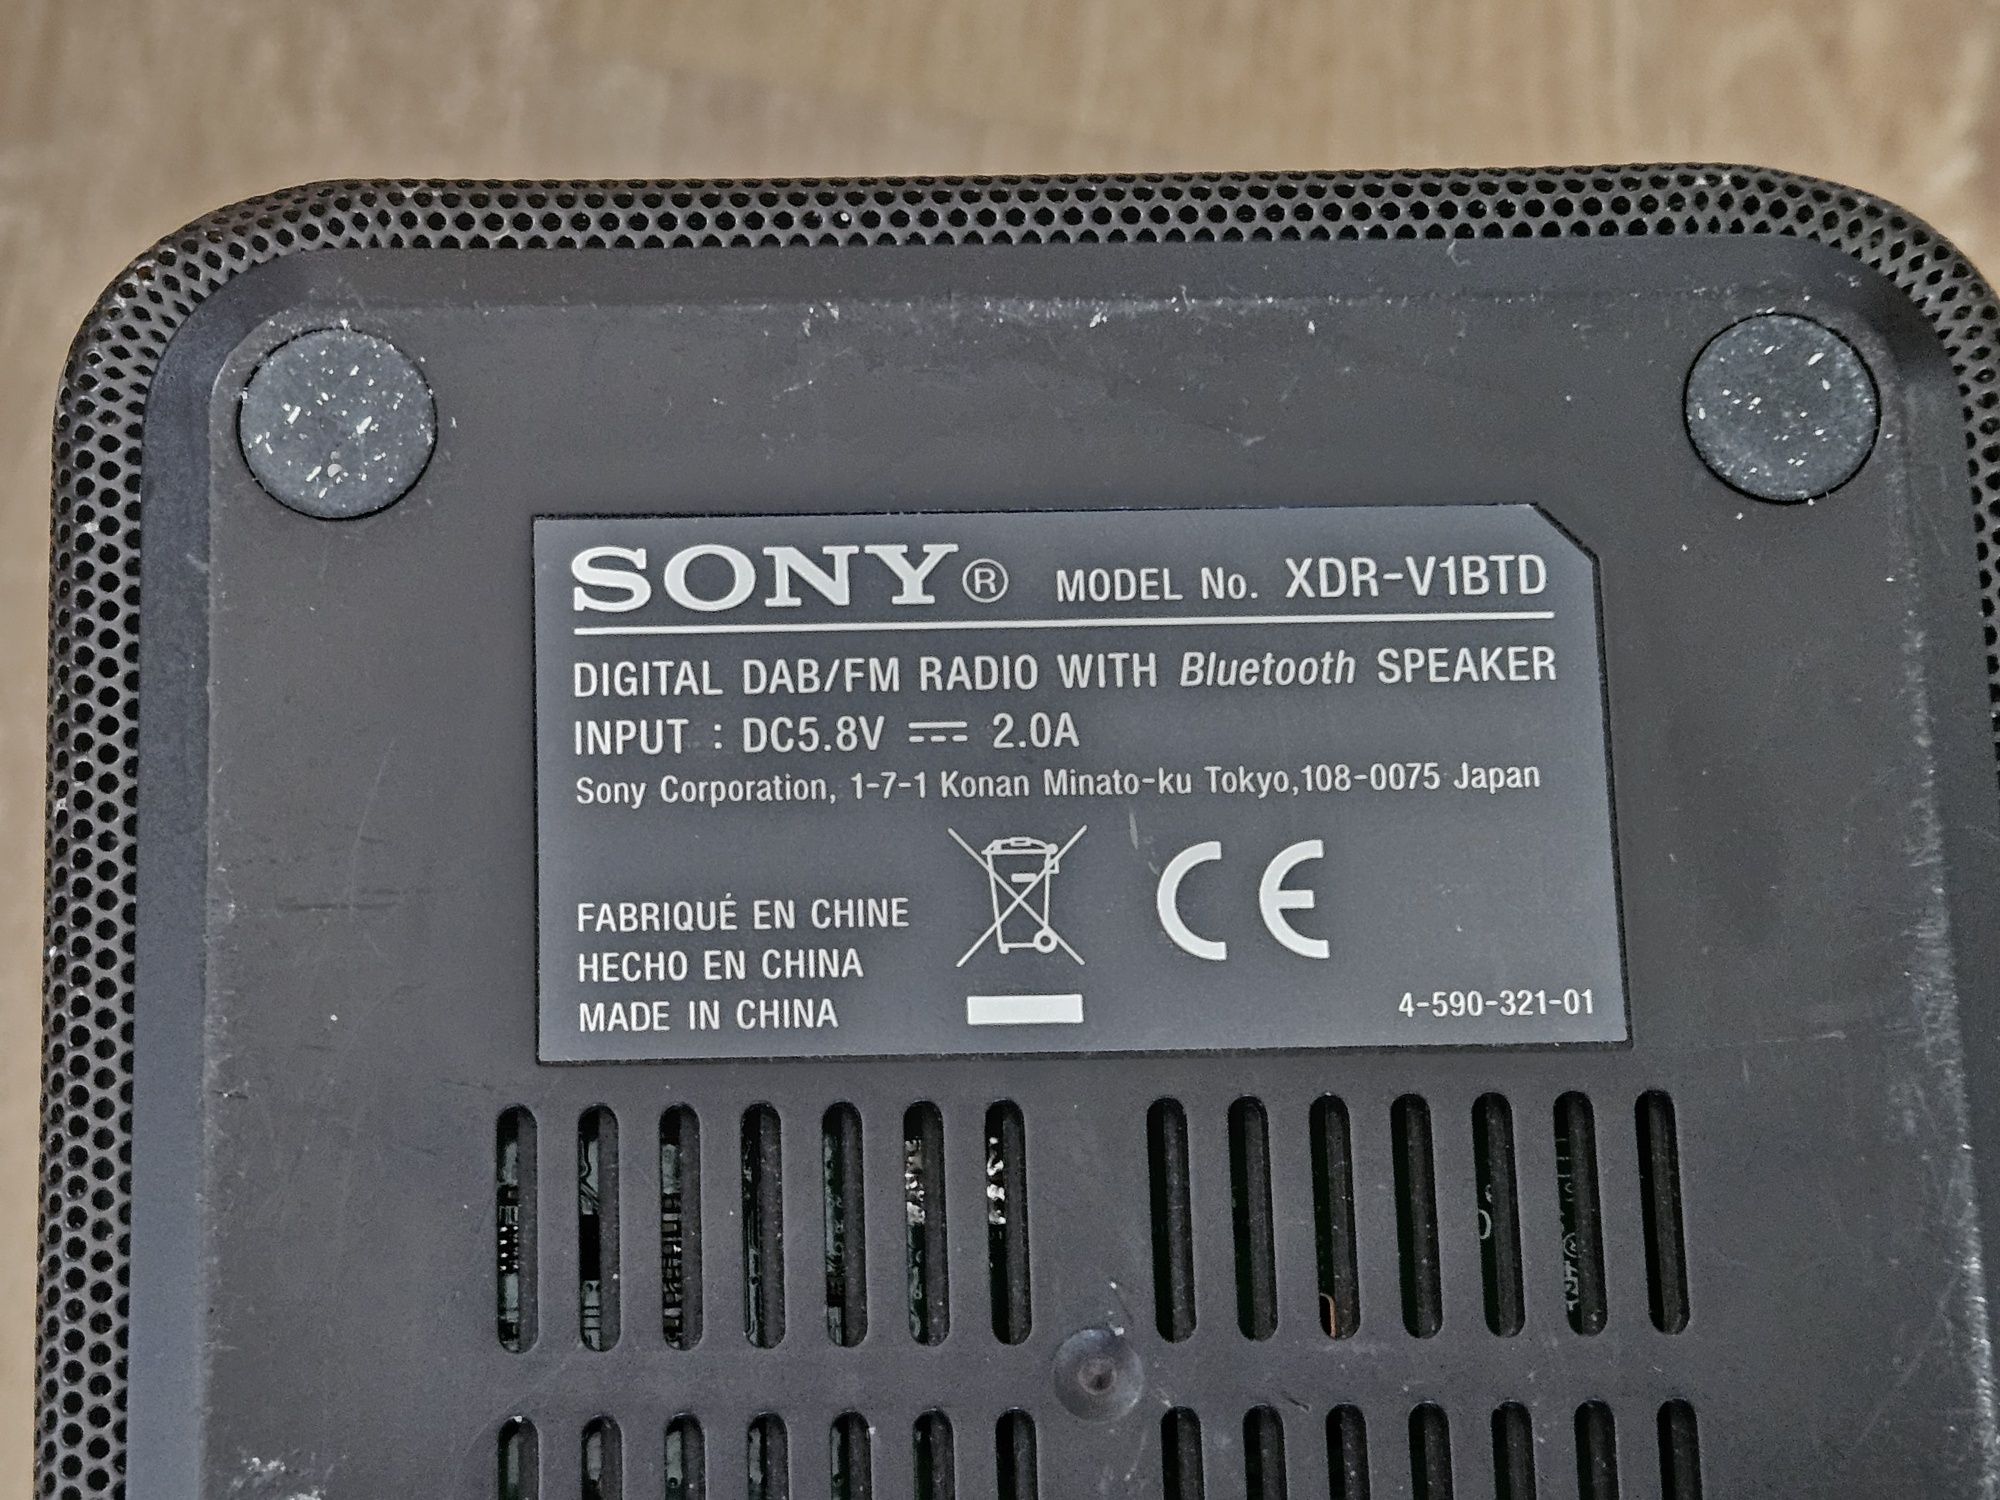 SONY® MODEL No. XDR-V1BTD
DIGITAL DAB/FM RADIO WITH Bluetooth SPEAKER
INPUT : DC5.8V ⎓ 2.0A
Sony Corporation, 1-7-1 Konan Minato-ku Tokyo,108-0075 Japan
FABRIQUÉ EN CHINE
HECHO EN CHINA
MADE IN CHINA
CE
4-590-321-01